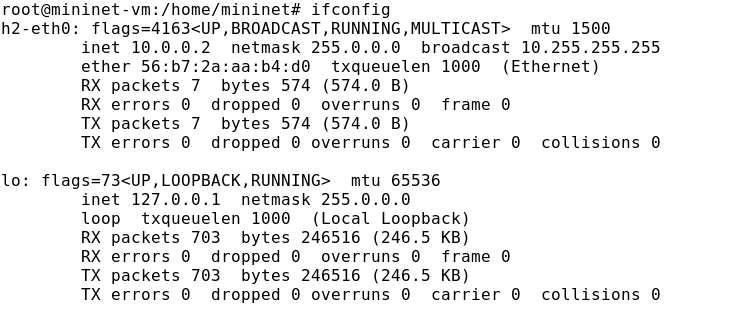 root@mininet-vm:/home/mininet# ifconfig
h2-eth0: flags=4163<UP,BROADCAST,RUNNING,MULTICAST>  mtu 1500
        inet 10.0.0.2  netmask 255.0.0.0  broadcast 10.255.255.255
        ether 56:b7:2a:aa:b4:d0  txqueuelen 1000  (Ethernet)
        RX packets 7  bytes 574 (574.0 B)
        RX errors 0  dropped 0  overruns 0  frame 0
        TX packets 7  bytes 574 (574.0 B)
        TX errors 0  dropped 0 overruns 0  carrier 0  collisions 0

lo: flags=73<UP,LOOPBACK,RUNNING>  mtu 65536
        inet 127.0.0.1  netmask 255.0.0.0
        loop  txqueuelen 1000  (Local Loopback)
        RX packets 703  bytes 246516 (246.5 KB)
        RX errors 0  dropped 0  overruns 0  frame 0
        TX packets 703  bytes 246516 (246.5 KB)
        TX errors 0  dropped 0 overruns 0  carrier 0  collisions 0